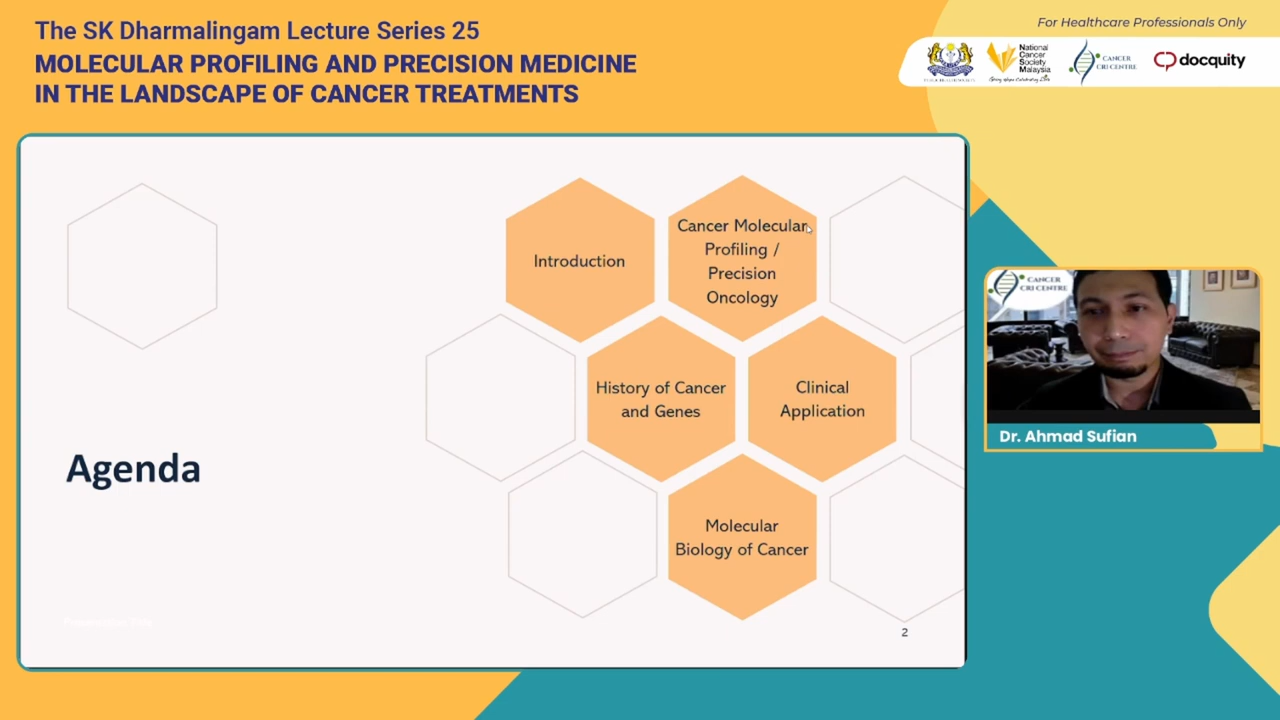 The SK Dharmalingam Lecture Series 25
MOLECULAR PROFILING AND PRECISION MEDICINE
IN THE LANDSCAPE OF CANCER TREATMENTS
For Healthcare Professionals Only
National
Cancer
Society
Malaysia
CANCER
CRI CENTRE
docquity
Introduction
Cancer Molecular
Profiling /
Precision
Oncology
History of Cancer
and Genes
Clinical
Application
Agenda
Molecular
Biology of Cancer
2
CANCER
CRI CENTRE
Dr. Ahmad Sufian